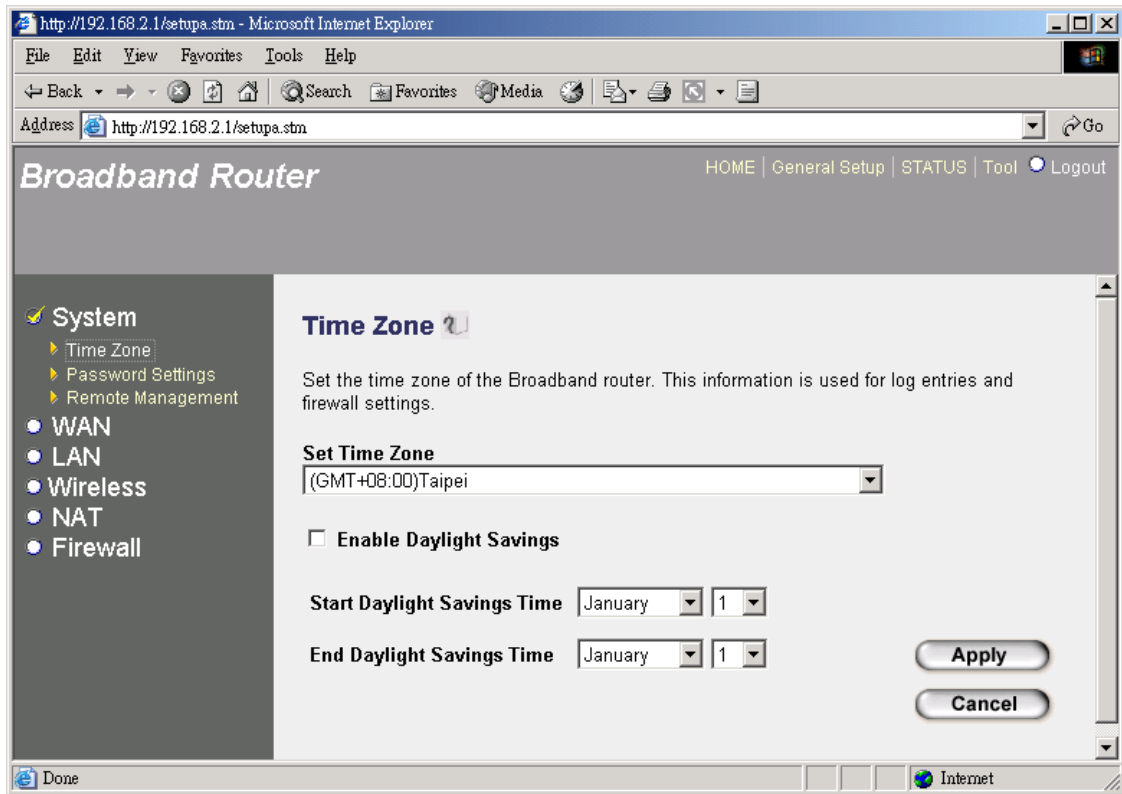 http://192.168.2.1/setupa.stm - Microsoft Internet Explorer
File Edit View Favorites Tools Help
Back Search Favorites Media
Address http://192.168.2.1/setupa.stm Go
Broadband Router
HOME | General Setup | STATUS | Tool Logout
System
Time Zone
Password Settings
Remote Management
WAN
LAN
Wireless
NAT
Firewall
Time Zone
Set the time zone of the Broadband router. This information is used for log entries and
firewall settings.
Set Time Zone
(GMT+08:00)Taipei
Enable Daylight Savings
Start Daylight Savings Time January 1
End Daylight Savings Time January 1
Apply
Cancel
Done Internet